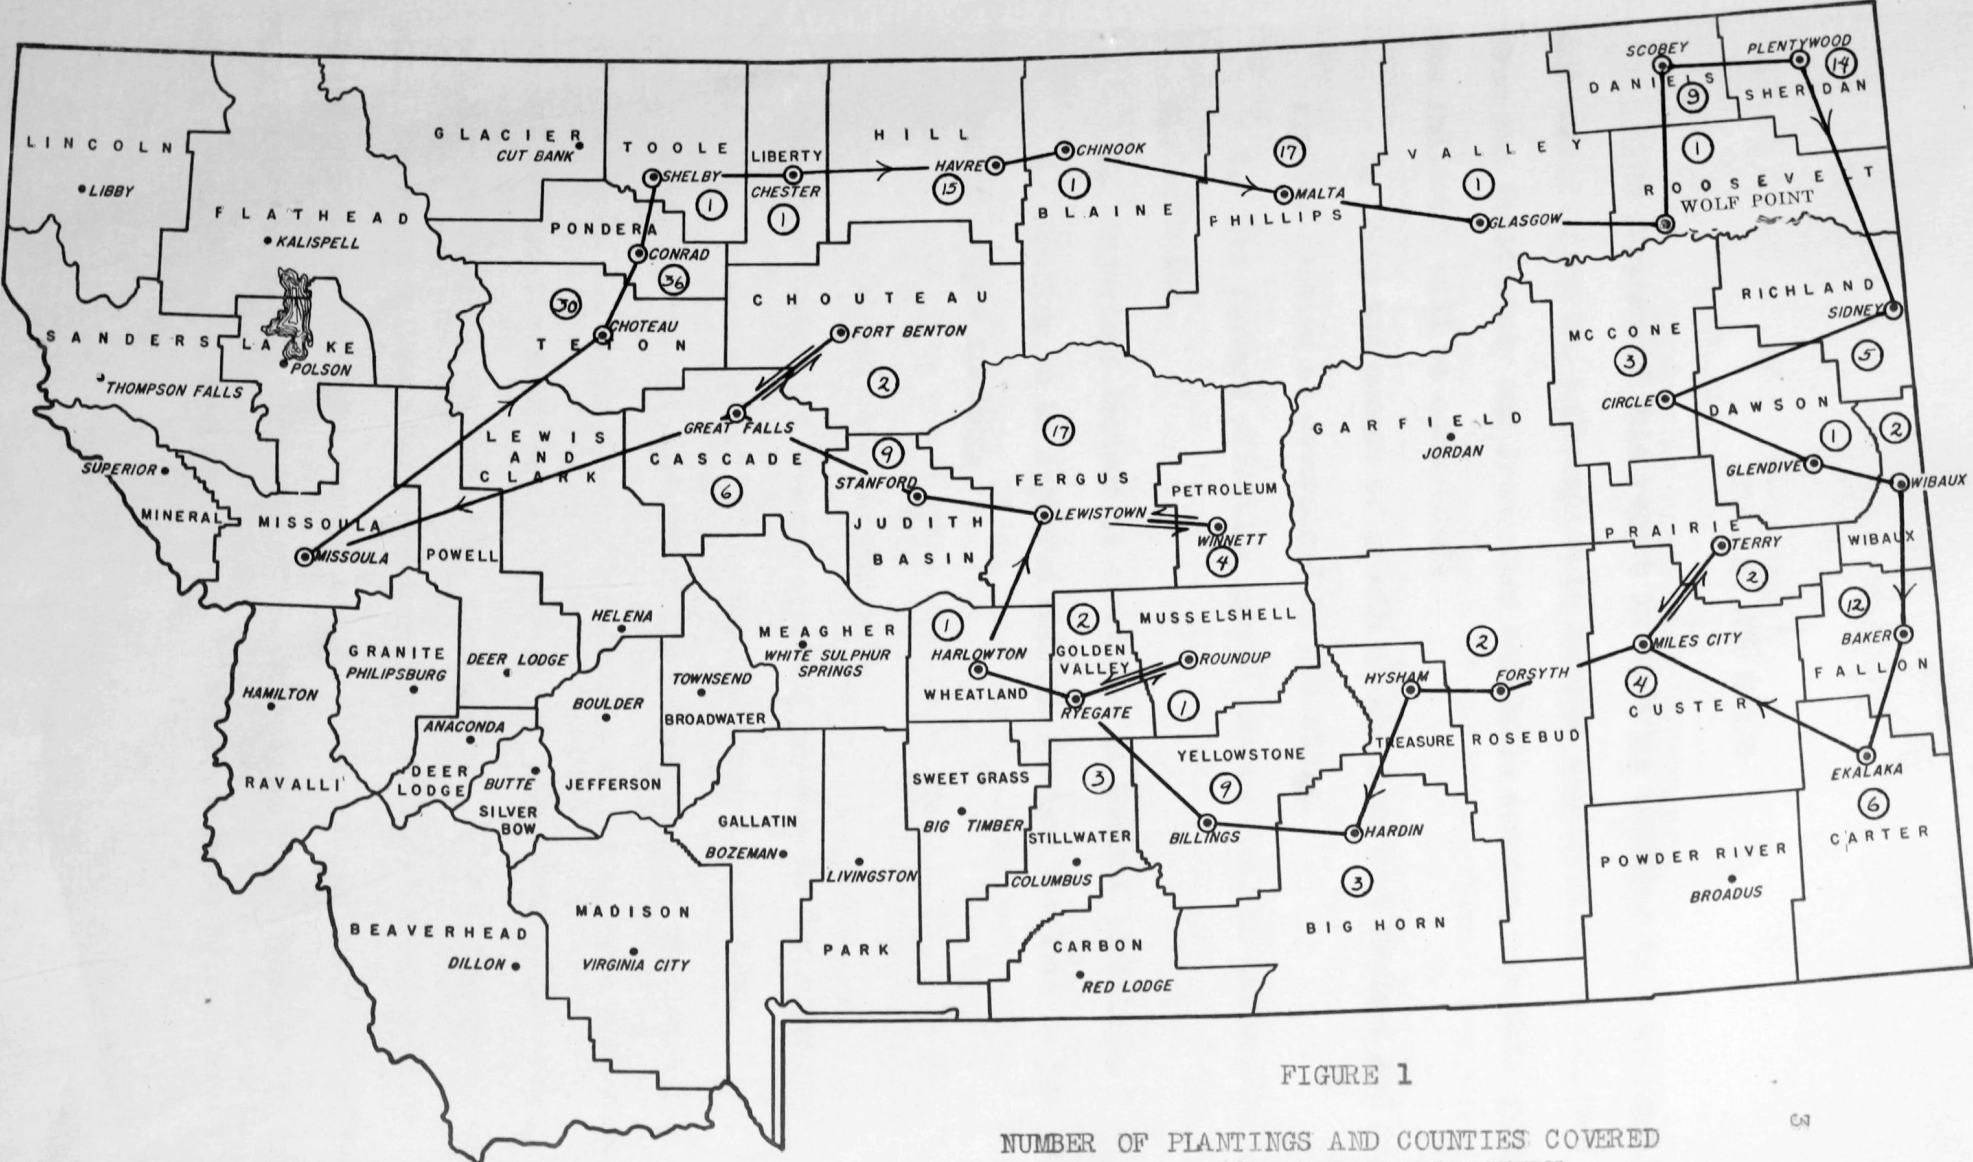 SCOBEY
PLENTYWOOD
14
DANIELS
9
SHERIDAN
LINCOLN
LIBBY
GLACIER
CUT BANK
TOOLE
SHELBY
1
LIBERTY
CHESTER
1
HILL
HAVRE
15
CHINOOK
1
BLAINE
17
MALTA
PHILLIPS
VALLEY
1
GLASGOW
1
ROOSEVELT
WOLF POINT
FLATHEAD
KALISPELL
PONDERA
CONRAD
36
30
CHOTEAU
TETON
CHOUTEAU
FORT BENTON
2
RICHLAND
SIDNEY
5
MC CONE
3
CIRCLE
DAWSON
1
GLENDIVE
2
WIBAUX
WIBAUX
SANDERS
THOMPSON FALLS
LAKE
POLSON
GREAT FALLS
CASCADE
6
LEWIS
AND
CLARK
SUPERIOR
MINERAL
MISSOULA
MISSOULA
POWELL
9
STANFORD
JUDITH
BASIN
17
FERGUS
LEWISTOWN
PETROLEUM
WINNETT
4
GARFIELD
JORDAN
PRAIRIE
TERRY
2
12
BAKER
FALLON
HELENA
MEAGHER
WHITE SULPHUR
SPRINGS
1
HARLOWTON
WHEATLAND
2
GOLDEN
VALLEY
RYEGATE
MUSSELSHELL
ROUNDUP
1
HYSHAM
TREASURE
2
FORSYTH
ROSEBUD
MILES CITY
4
CUSTER
EKALAKA
6
CARTER
GRANITE
PHILIPSBURG
DEER LODGE
HAMILTON
RAVALLI
ANACONDA
DEER
LODGE
BUTTE
SILVER
BOW
BOULDER
JEFFERSON
TOWNSEND
BROADWATER
GALLATIN
BOZEMAN
LIVINGSTON
PARK
SWEET GRASS
BIG TIMBER
3
STILLWATER
COLUMBUS
YELLOWSTONE
9
BILLINGS
HARDIN
3
BIG HORN
POWDER RIVER
BROADUS
BEAVERHEAD
DILLON
MADISON
VIRGINIA CITY
CARBON
RED LODGE
FIGURE 1
3
NUMBER OF PLANTINGS AND COUNTIES COVERED